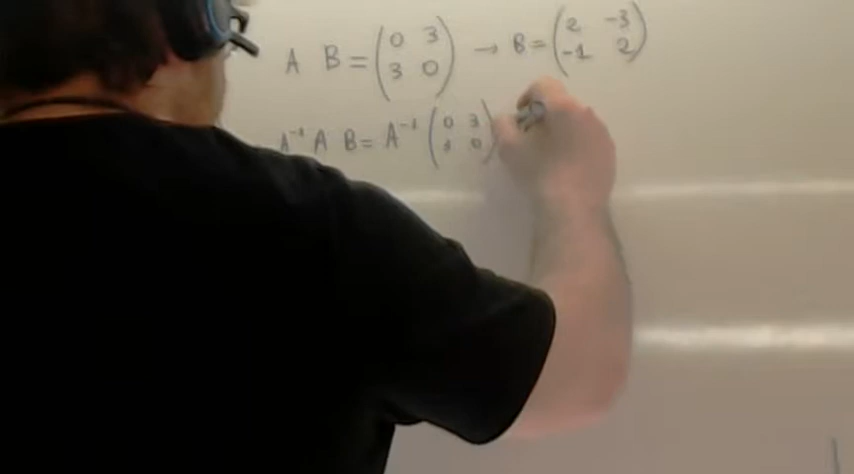 A B = (0 3 3 0) → B = (2 -3 -1 2)
A⁻¹ A B = A⁻¹ (0 3 3 0)